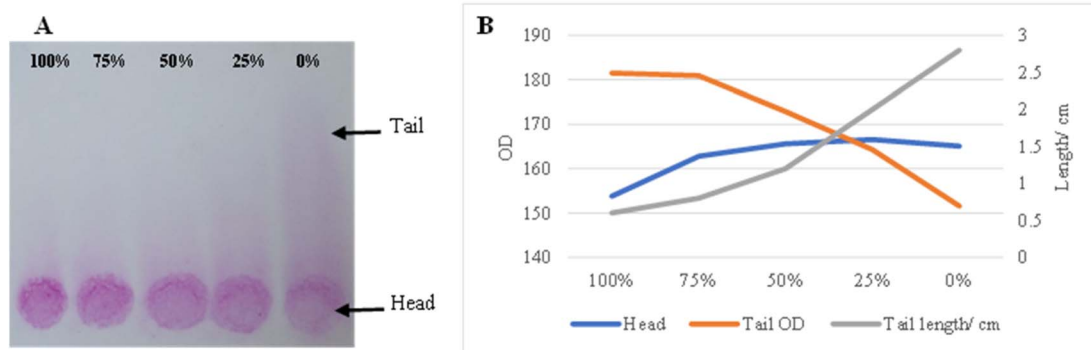 A
100% 75% 50% 25% 0%
Tail
Head
B
190
180
170
160
150
140
OD
3
2.5
2
1.5
1
0.5
0
Length/ cm
100% 75% 50% 25% 0%
Head Tail OD Tail length/ cm